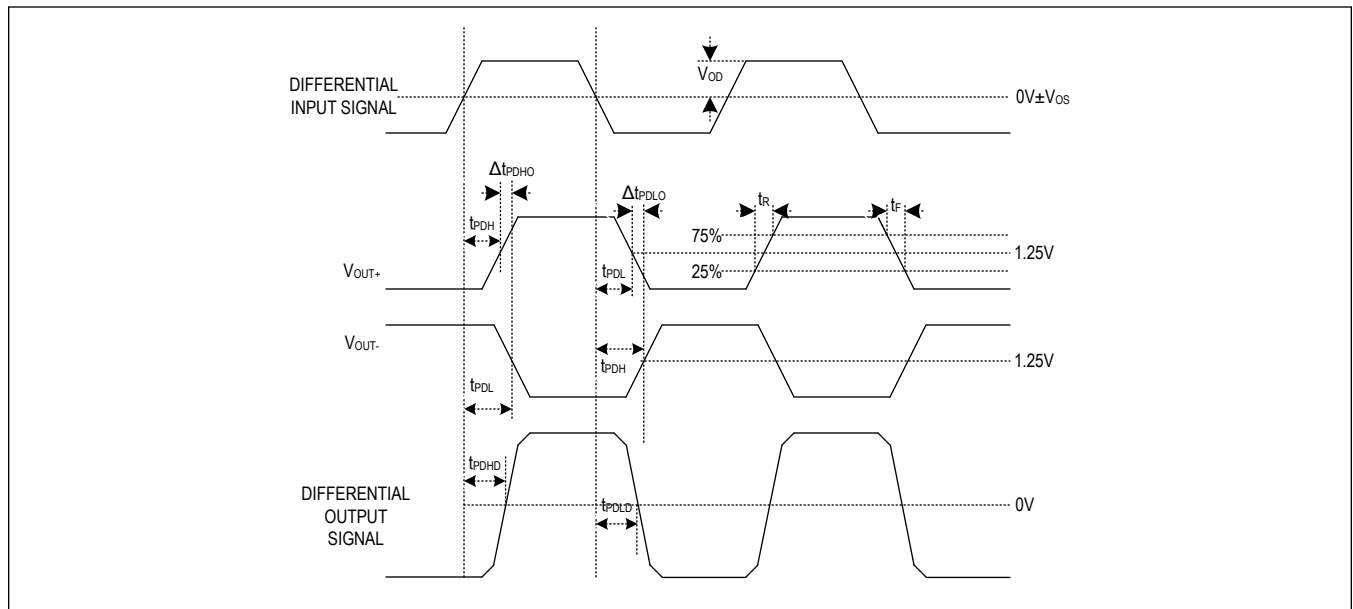 DIFFERENTIAL
INPUT SIGNAL
VOD
0V±VOS
ΔtPDHO
tPDH
ΔtPDLO
tR
tF
75%
1.25V
25%
tPDL
VOUT+
VOUT-
tPDH
1.25V
tPDL
tPDHD
DIFFERENTIAL
OUTPUT
SIGNAL
tPDLD
0V